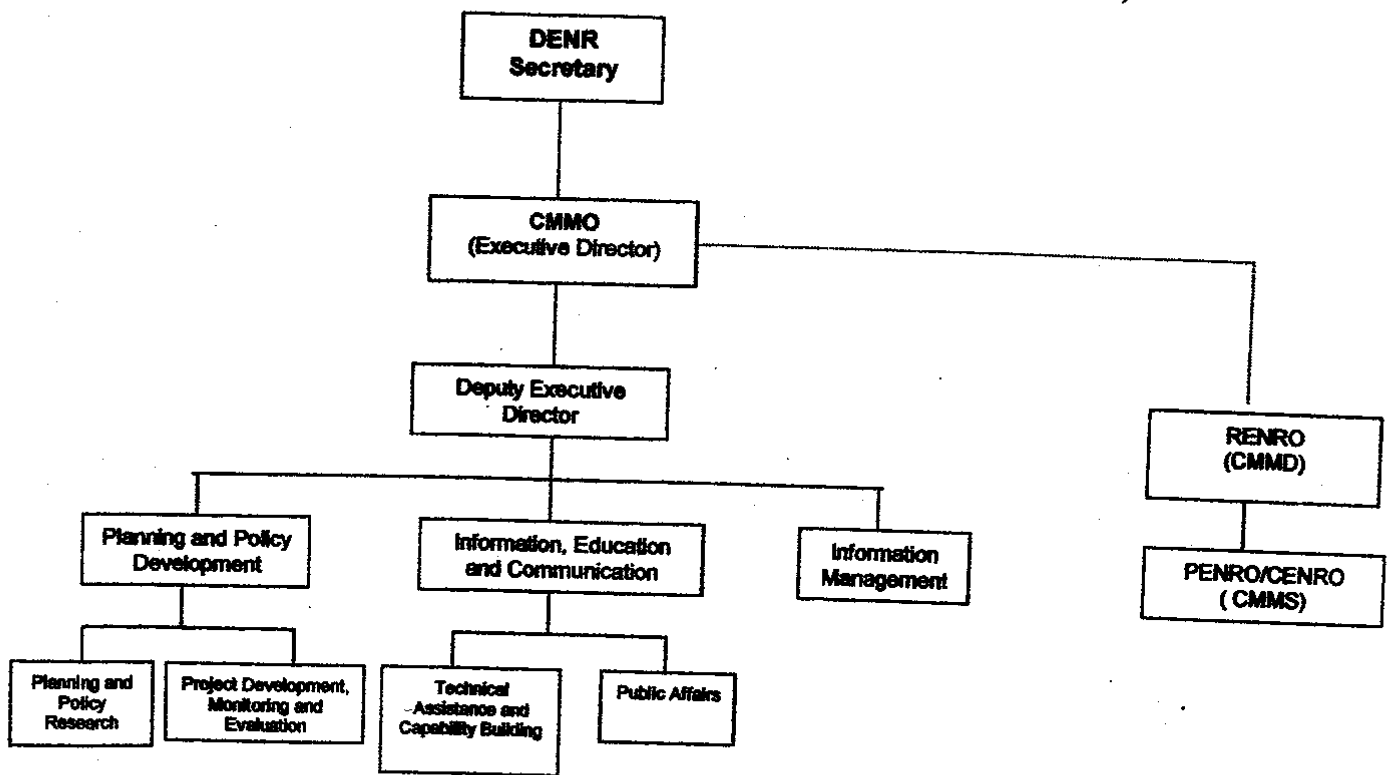 DENR
Secretary
CMMO
(Executive Director)
Deputy Executive
Director
RENRO
(CMMD)
Planning and Policy
Development
Information, Education
and Communication
Information
Management
PENRO/CENRO
( CMMS)
Planning and
Policy
Research
Project Development,
Monitoring and
Evaluation
Technical
Assistance and
Capability Building
Public Affairs